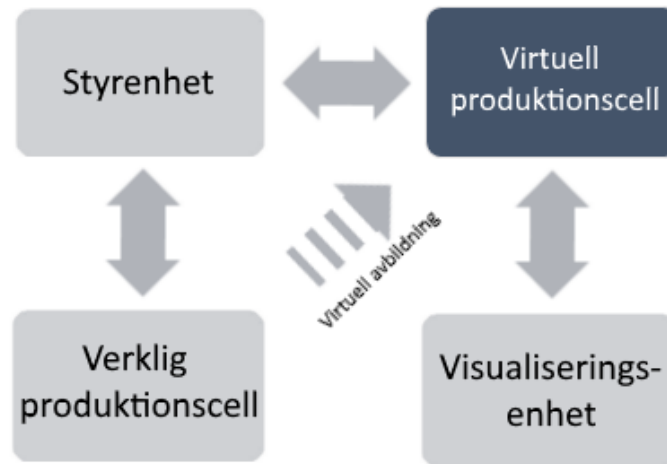 Styrenhet
Virtuell
produktionscell
Virtuell avbildning
Verklig
produktionscell
Visualiserings-
enhet